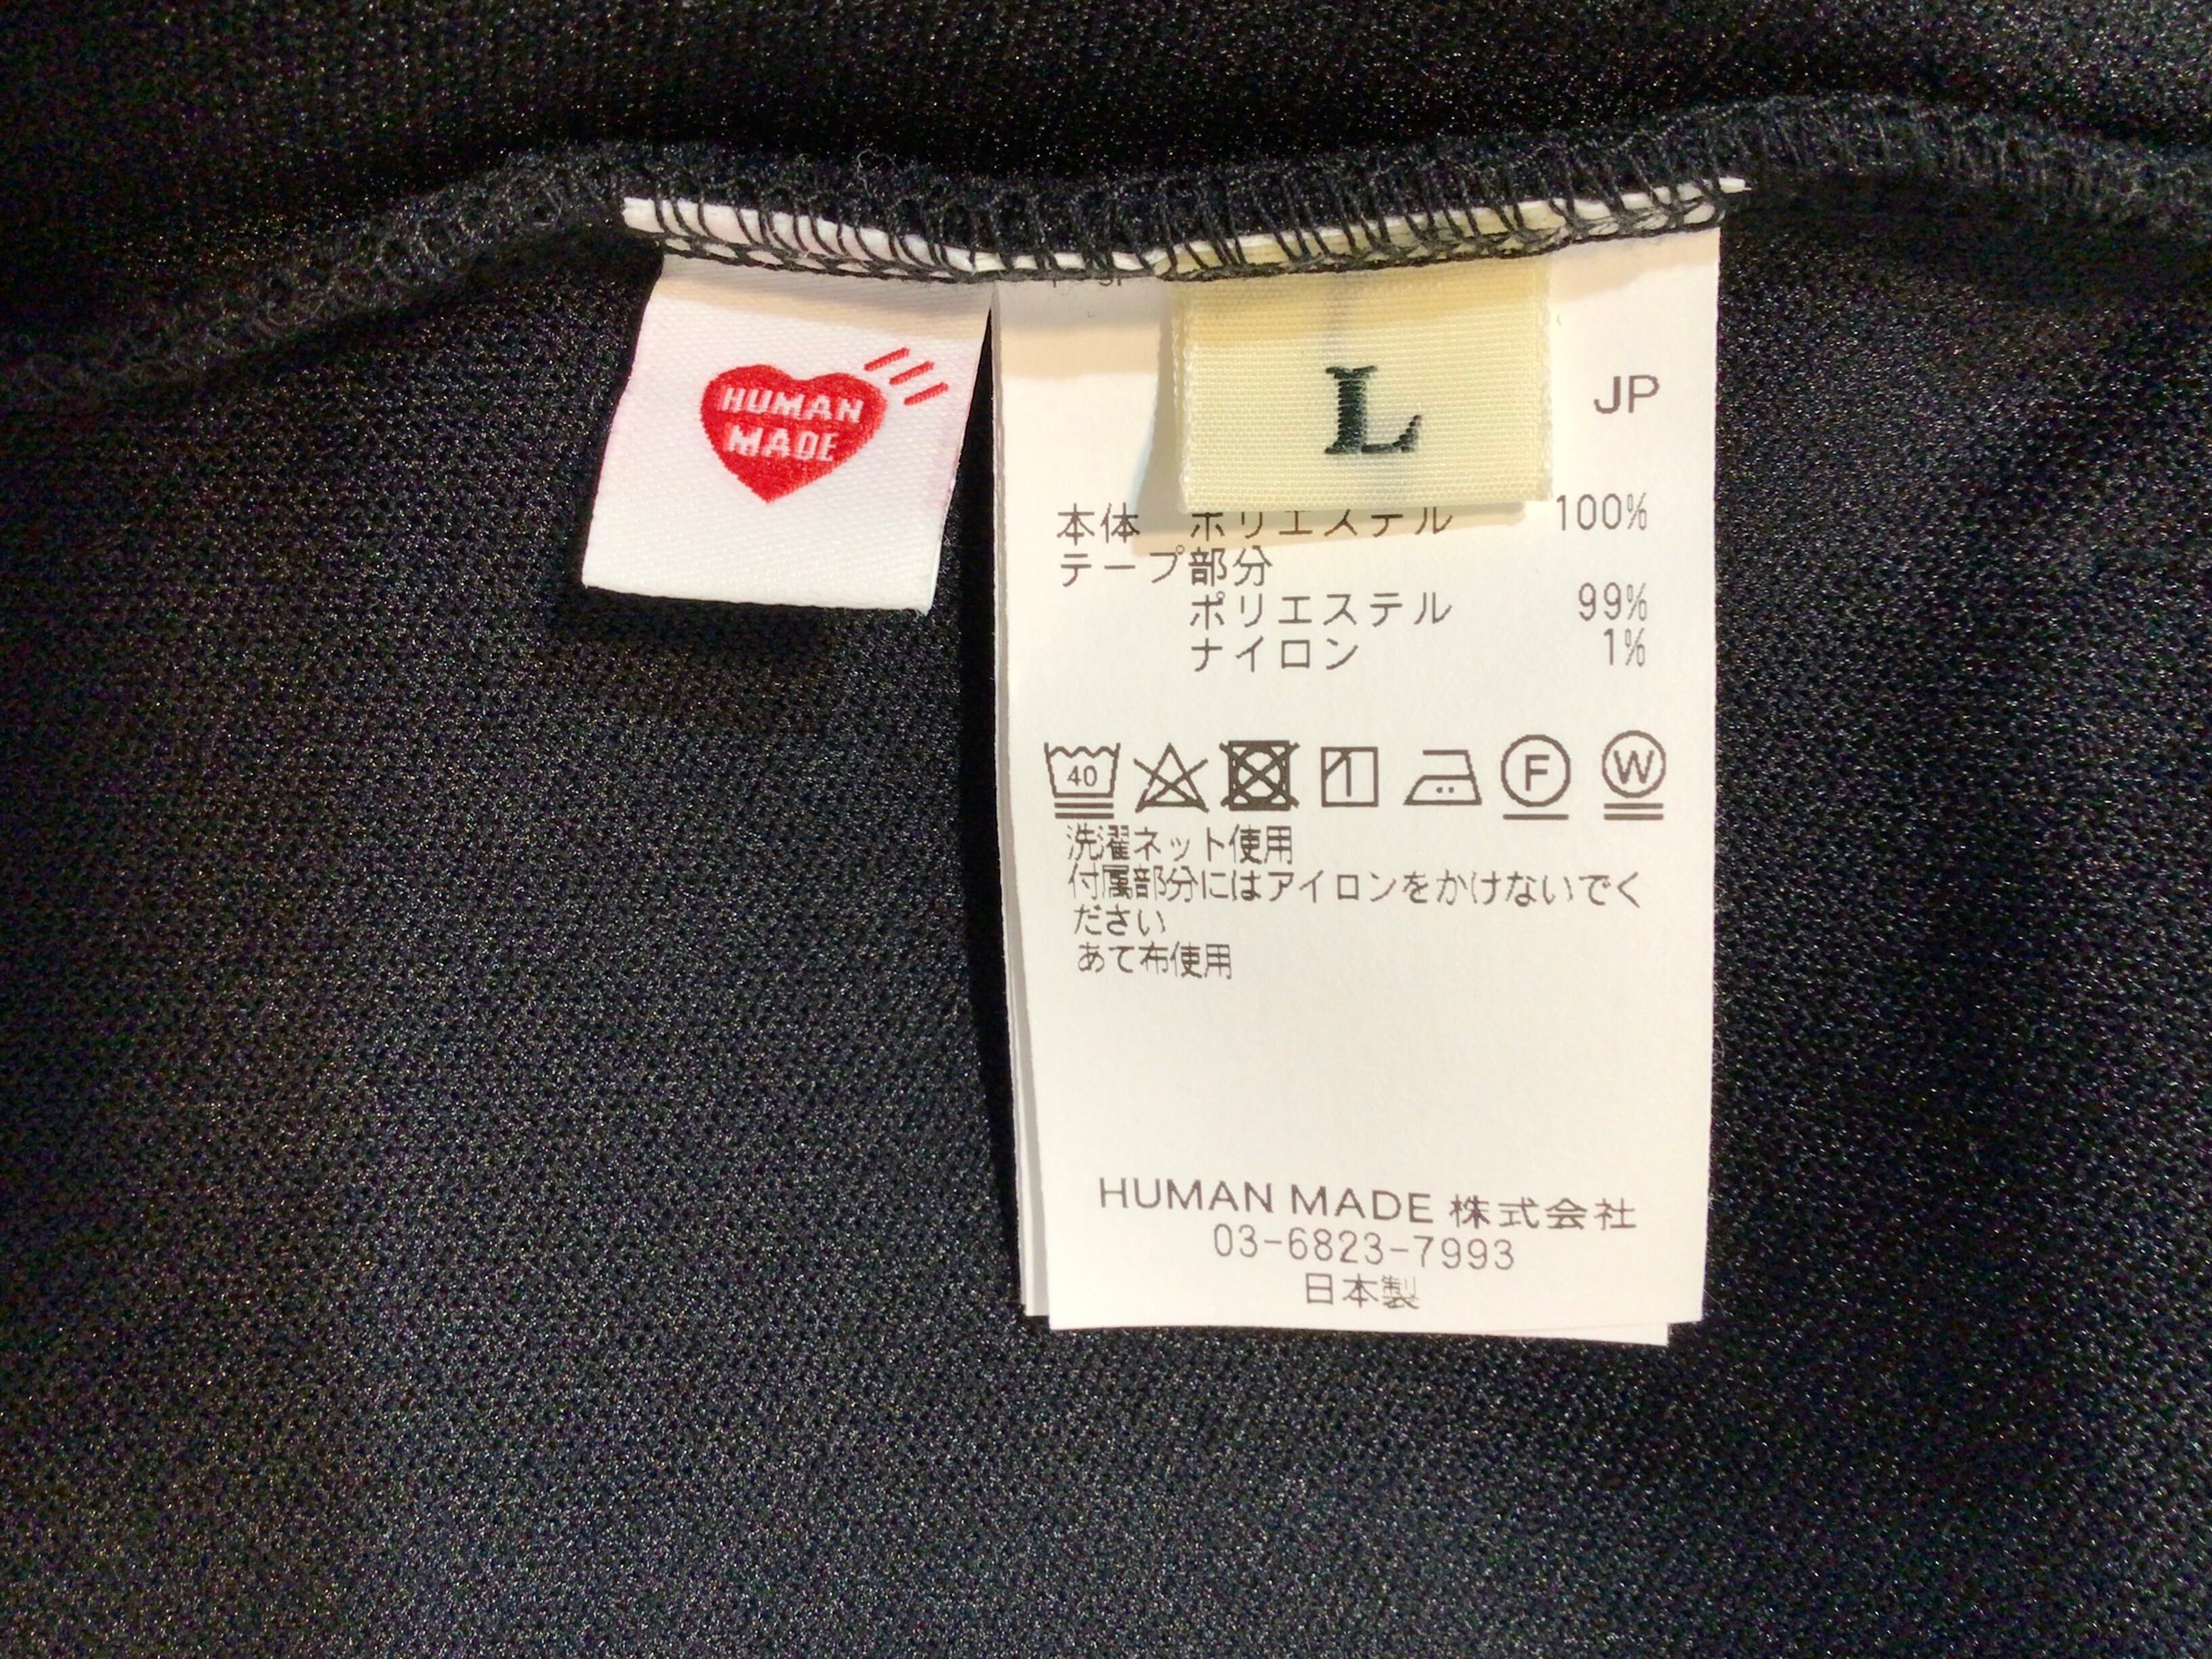 HUMAN
MADE
L
JP
本体 ポリエステル 100%
テープ部分
ポリエステル 99%
ナイロン 1%
40
F
W
洗濯ネット使用
付属部分にはアイロンをかけないでく
ださい
あて布使用
HUMAN MADE 株式会社
03-6823-7993
日本製